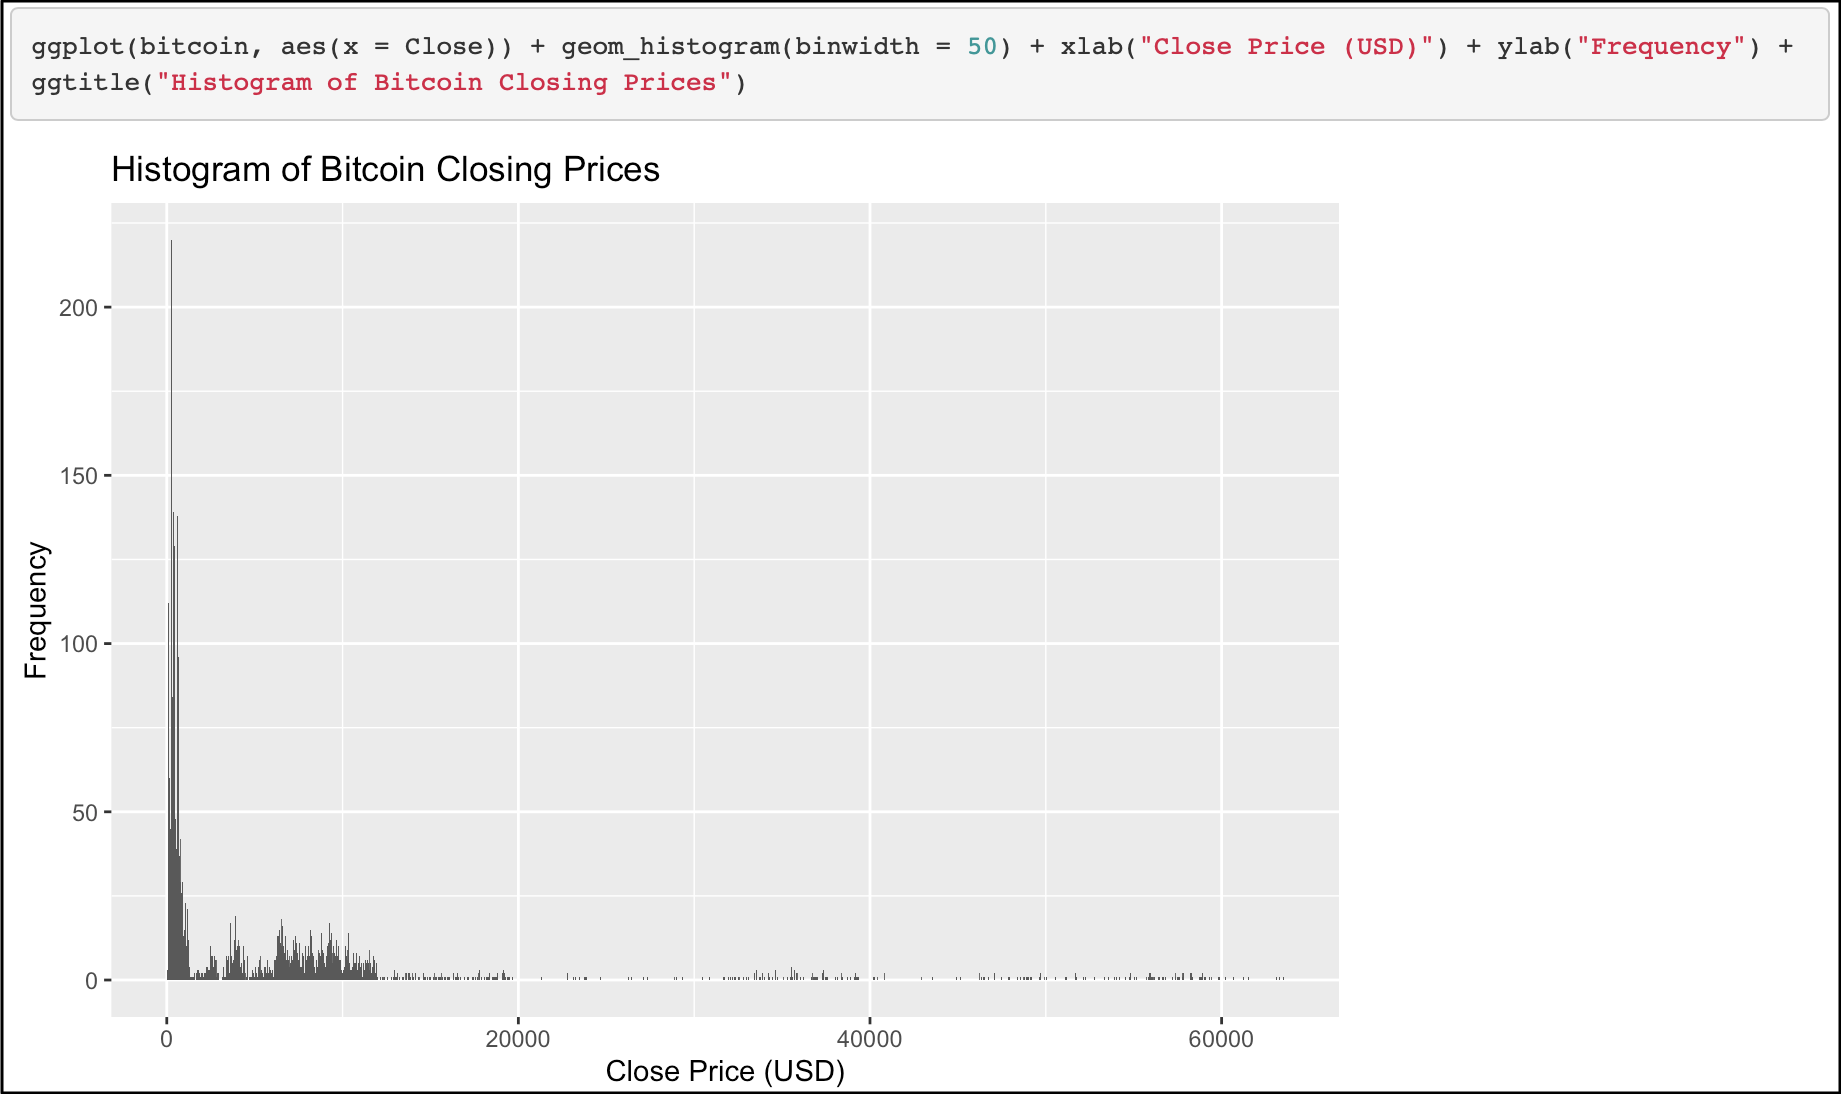 ggplot(bitcoin, aes(x = Close)) + geom_histogram(binwidth = 50) + xlab("Close Price (USD)") + ylab("Frequency") +
ggtitle("Histogram of Bitcoin Closing Prices")
Histogram of Bitcoin Closing Prices
200
150
100
50
0
Frequency
0 20000 40000 60000
Close Price (USD)